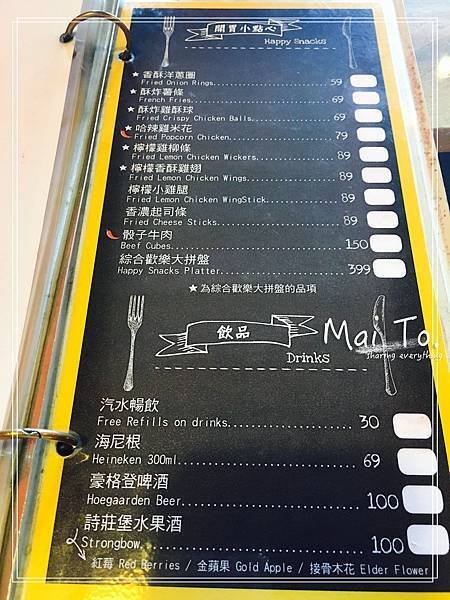 開胃小點心
Happy Snacks
★香酥洋蔥圈
Fried Onion Rings 59
★酥炸薯條
French Fries 69
★酥炸雞酥球
Fried Crispy Chicken Balls 69
★哈辣雞米花
Fried Popcorn Chicken 79
★檸檬雞柳條
Fried Lemon Chicken Wickers 89
★檸檬香酥雞翅
Fried Lemon Chicken Wings 89
檸檬小雞腿
Fried Lemon Chicken WingStick 89
香濃起司條
Fried Cheese Sticks 89
骰子牛肉
Beef Cubes 150
綜合歡樂大拼盤
Happy Snacks Platter 399
★為綜合歡樂大拼盤的品項
飲品
Drinks
Mai To.
sharing everything
汽水暢飲
Free Refills on drinks 30
海尼根
Heineken 300ml 69
豪格登啤酒
Hoegaarden Beer 100
詩莊堡水果酒
Strongbow 100
紅莓 Red Berries / 金蘋果 Gold Apple / 接骨木花 Elder Flower